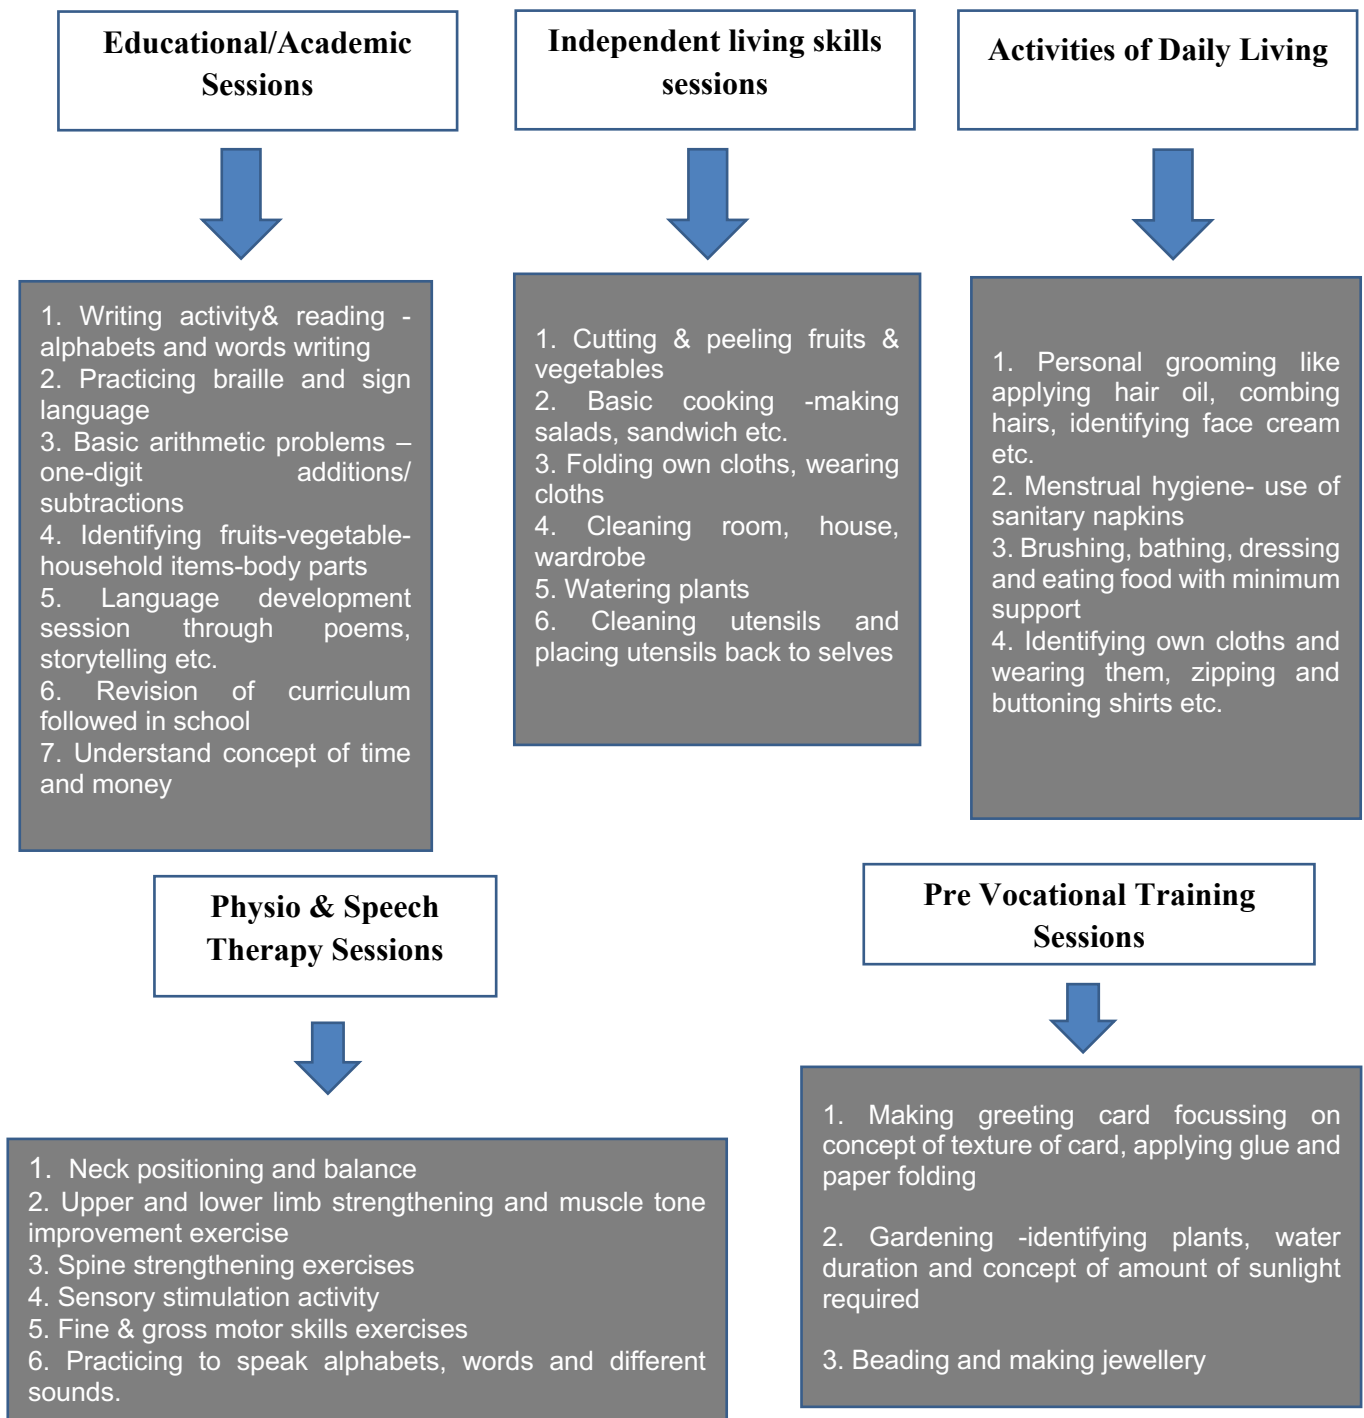 Educational/Academic
Sessions
1. Writing activity& reading -
alphabets and words writing
2. Practicing braille and sign
language
3. Basic arithmetic problems –
one-digit additions/
subtractions
4. Identifying fruits-vegetable-
household items-body parts
5. Language development
session through poems,
storytelling etc.
6. Revision of curriculum
followed in school
7. Understand concept of time
and money
Independent living skills
sessions
1. Cutting & peeling fruits &
vegetables
2. Basic cooking -making
salads, sandwich etc.
3. Folding own cloths, wearing
cloths
4. Cleaning room, house,
wardrobe
5. Watering plants
6. Cleaning utensils and
placing utensils back to selves
Activities of Daily Living
1. Personal grooming like
applying hair oil, combing
hairs, identifying face cream
etc.
2. Menstrual hygiene- use of
sanitary napkins
3. Brushing, bathing, dressing
and eating food with minimum
support
4. Identifying own cloths and
wearing them, zipping and
buttoning shirts etc.
Physio & Speech
Therapy Sessions
1. Neck positioning and balance
2. Upper and lower limb strengthening and muscle tone
improvement exercise
3. Spine strengthening exercises
4. Sensory stimulation activity
5. Fine & gross motor skills exercises
6. Practicing to speak alphabets, words and different
sounds.
Pre Vocational Training
Sessions
1. Making greeting card focussing on
concept of texture of card, applying glue and
paper folding
2. Gardening -identifying plants, water
duration and concept of amount of sunlight
required
3. Beading and making jewellery